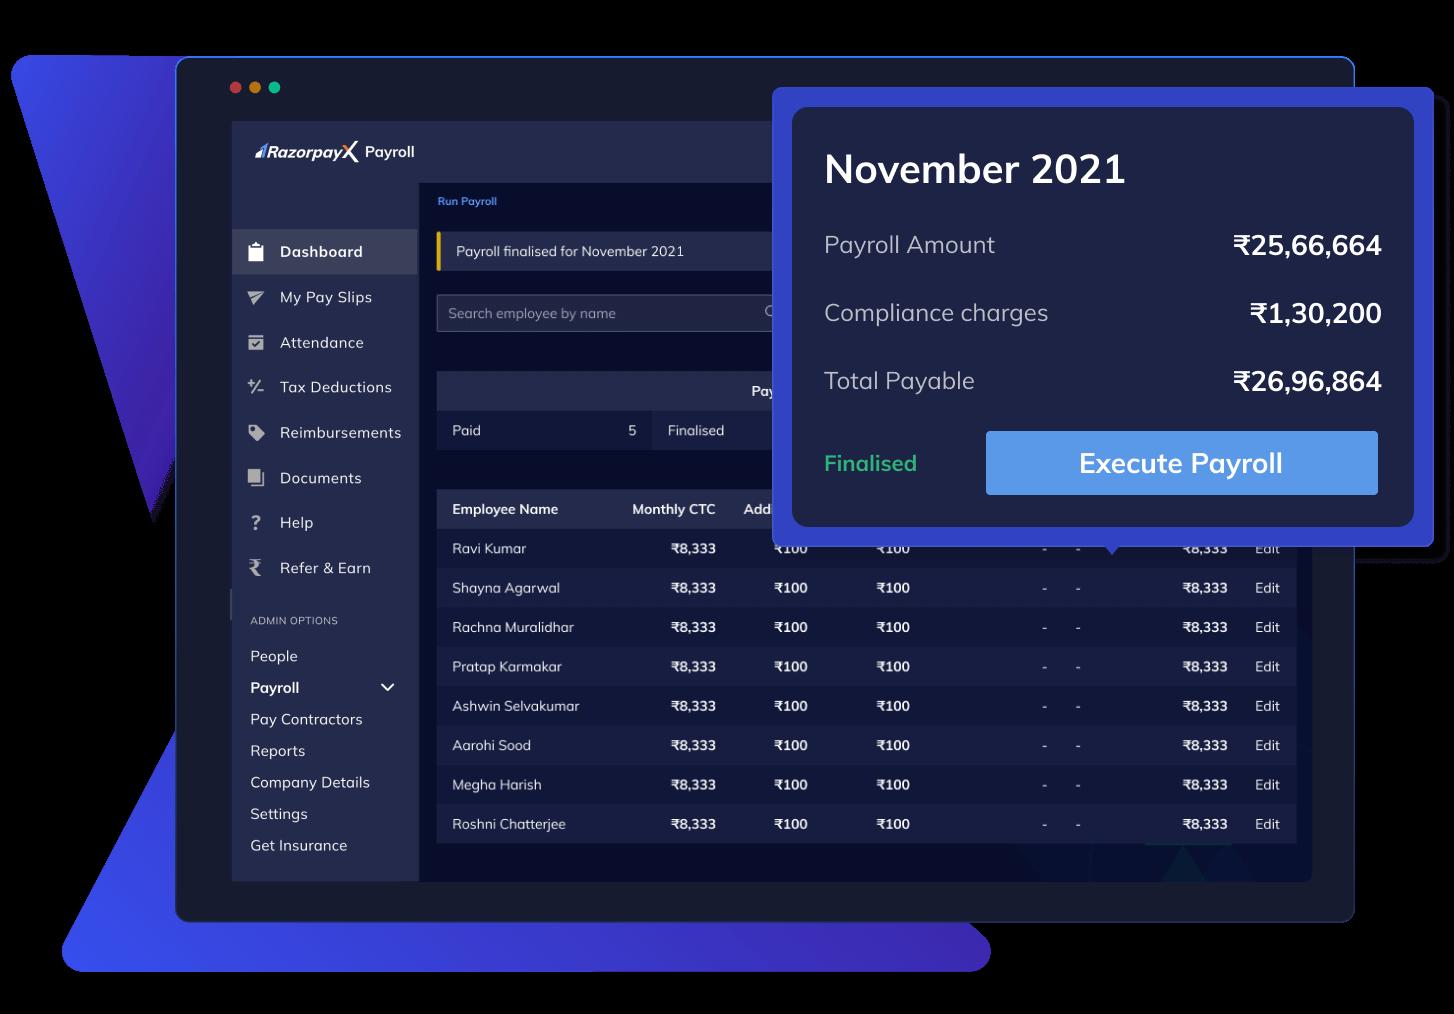 RazorpayX Payroll
Dashboard
My Pay Slips
Attendance
Tax Deductions
Reimbursements
Documents
Help
Refer & Earn
ADMIN OPTIONS
People
Payroll
Pay Contractors
Reports
Company Details
Settings
Get Insurance
Run Payroll
Payroll finalised for November 2021
Search employee by name
Paid 5 Finalised
Employee Name Monthly CTC
Ravi Kumar ₹8,333 ₹100 ₹100 - - ₹8,333 Edit
Shayna Agarwal ₹8,333 ₹100 ₹100 - - ₹8,333 Edit
Rachna Muralidhar ₹8,333 ₹100 ₹100 - - ₹8,333 Edit
Pratap Karmakar ₹8,333 ₹100 ₹100 - - ₹8,333 Edit
Ashwin Selvakumar ₹8,333 ₹100 ₹100 - - ₹8,333 Edit
Aarohi Sood ₹8,333 ₹100 ₹100 - - ₹8,333 Edit
Megha Harish ₹8,333 ₹100 ₹100 - - ₹8,333 Edit
Roshni Chatterjee ₹8,333 ₹100 ₹100 - - ₹8,333 Edit
November 2021
Payroll Amount ₹25,66,664
Compliance charges ₹1,30,200
Total Payable ₹26,96,864
Finalised Execute Payroll